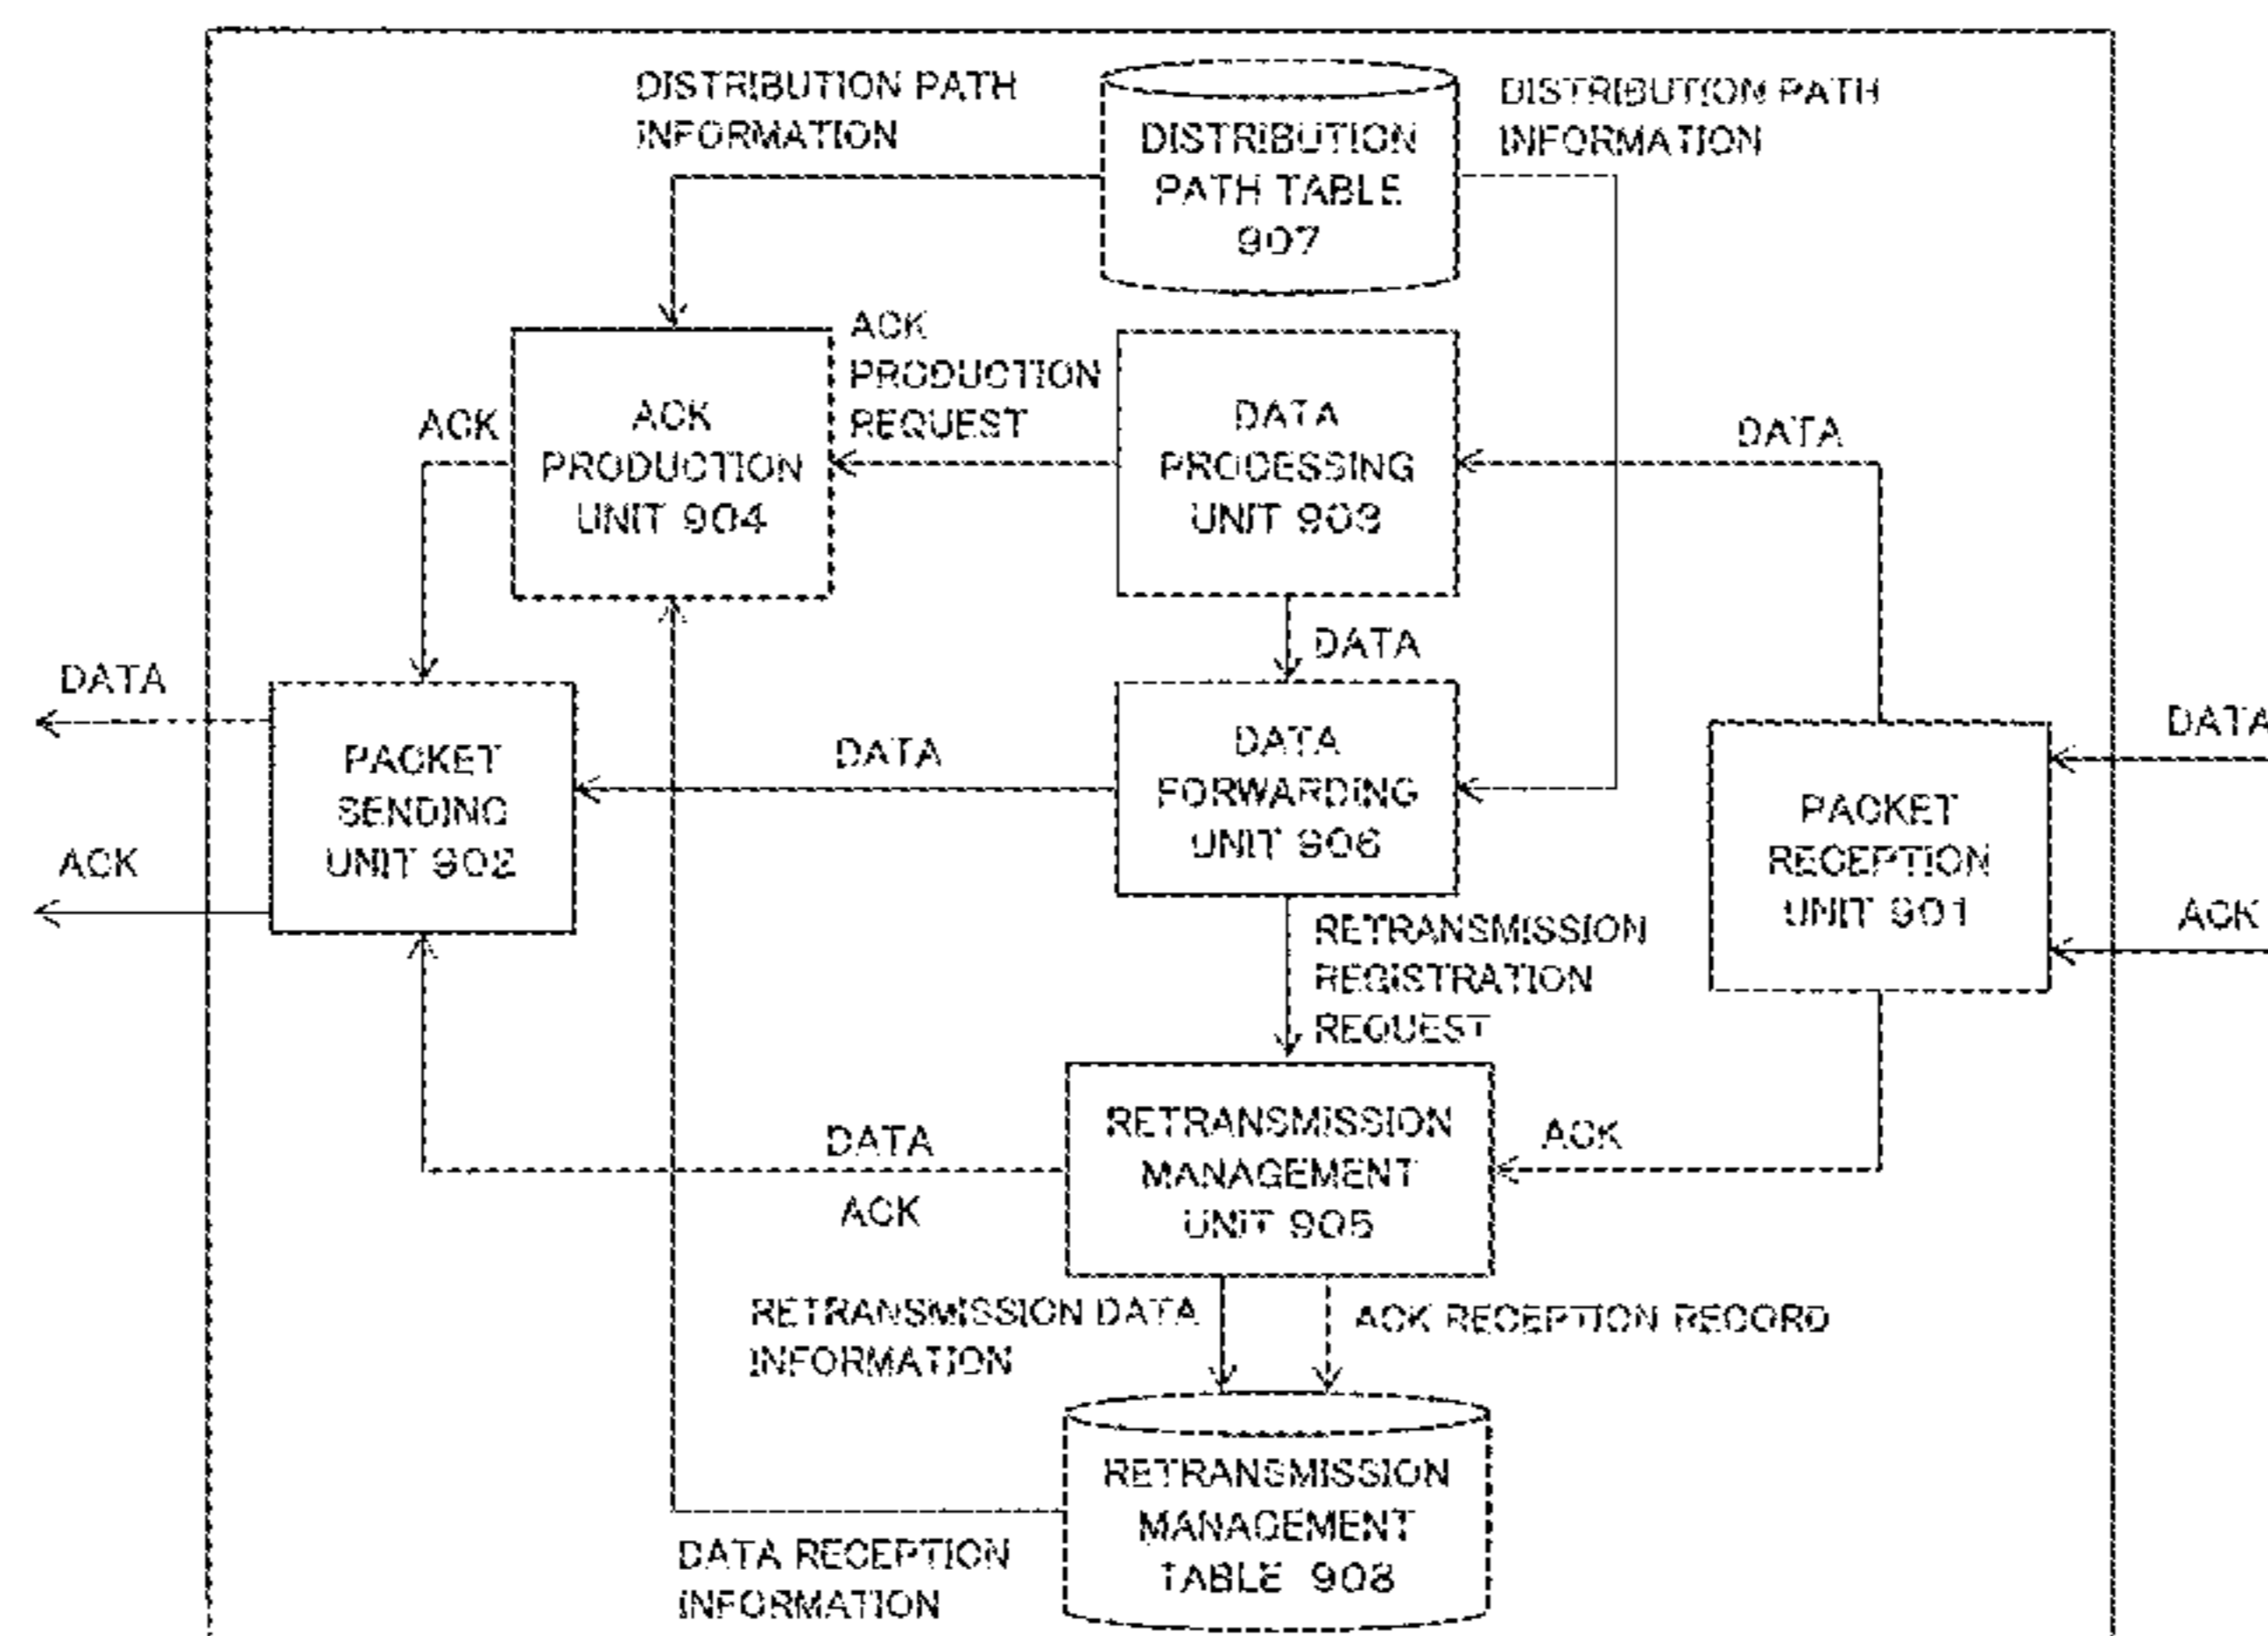 DISTRIBUTION PATH
INFORMATION
DISTRIBUTION
PATH TABLE
907
DISTRIBUTION PATH
INFORMATION
ACK
PRODUCTION
UNIT 904
ACK
PRODUCTION
REQUEST
DATA
PROCESSING
UNIT 903
DATA
ACK
DATA
DATA
ACK
PACKET
SENDING
UNIT 902
DATA
DATA
FORWARDING
UNIT 906
PACKET
RECEPTION
UNIT 901
DATA
ACK
RETRANSMISSION
REGISTRATION
REQUEST
DATA
ACK
RETRANSMISSION
MANAGEMENT
UNIT 905
ACK
RETRANSMISSION DATA
INFORMATION
ACK RECEPTION RECORD
RETRANSMISSION
MANAGEMENT
TABLE 908
DATA RECEPTION
INFORMATION